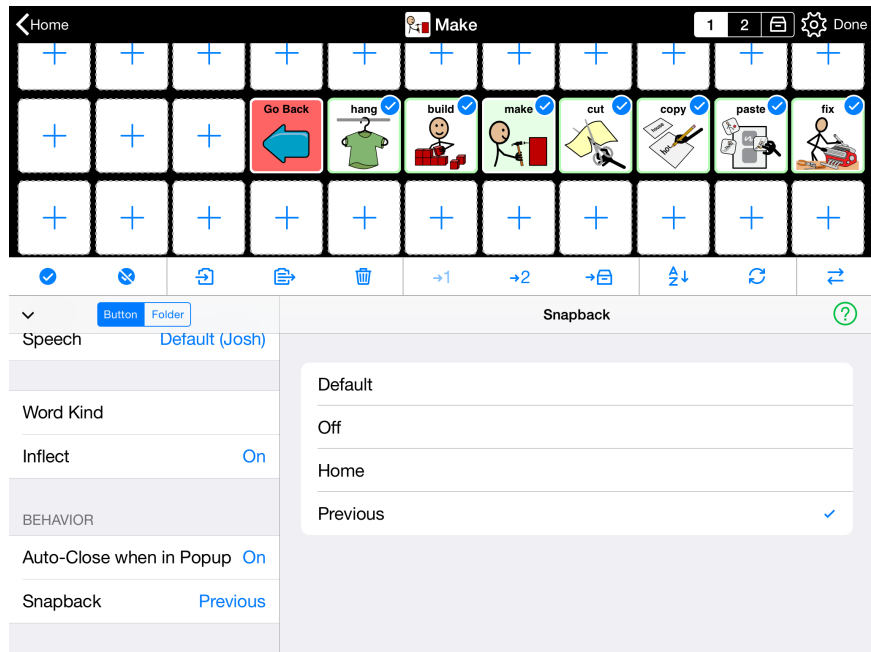 Home
Make
1
2
Done
Go Back
hang
build
make
cut
copy
paste
fix
→1
→2
A
Z
Button
Folder
Snapback
?
Speech
Default (Josh)
Default
Word Kind
Off
Inflect
On
Home
BEHAVIOR
Previous
Auto-Close when in Popup
On
Snapback
Previous